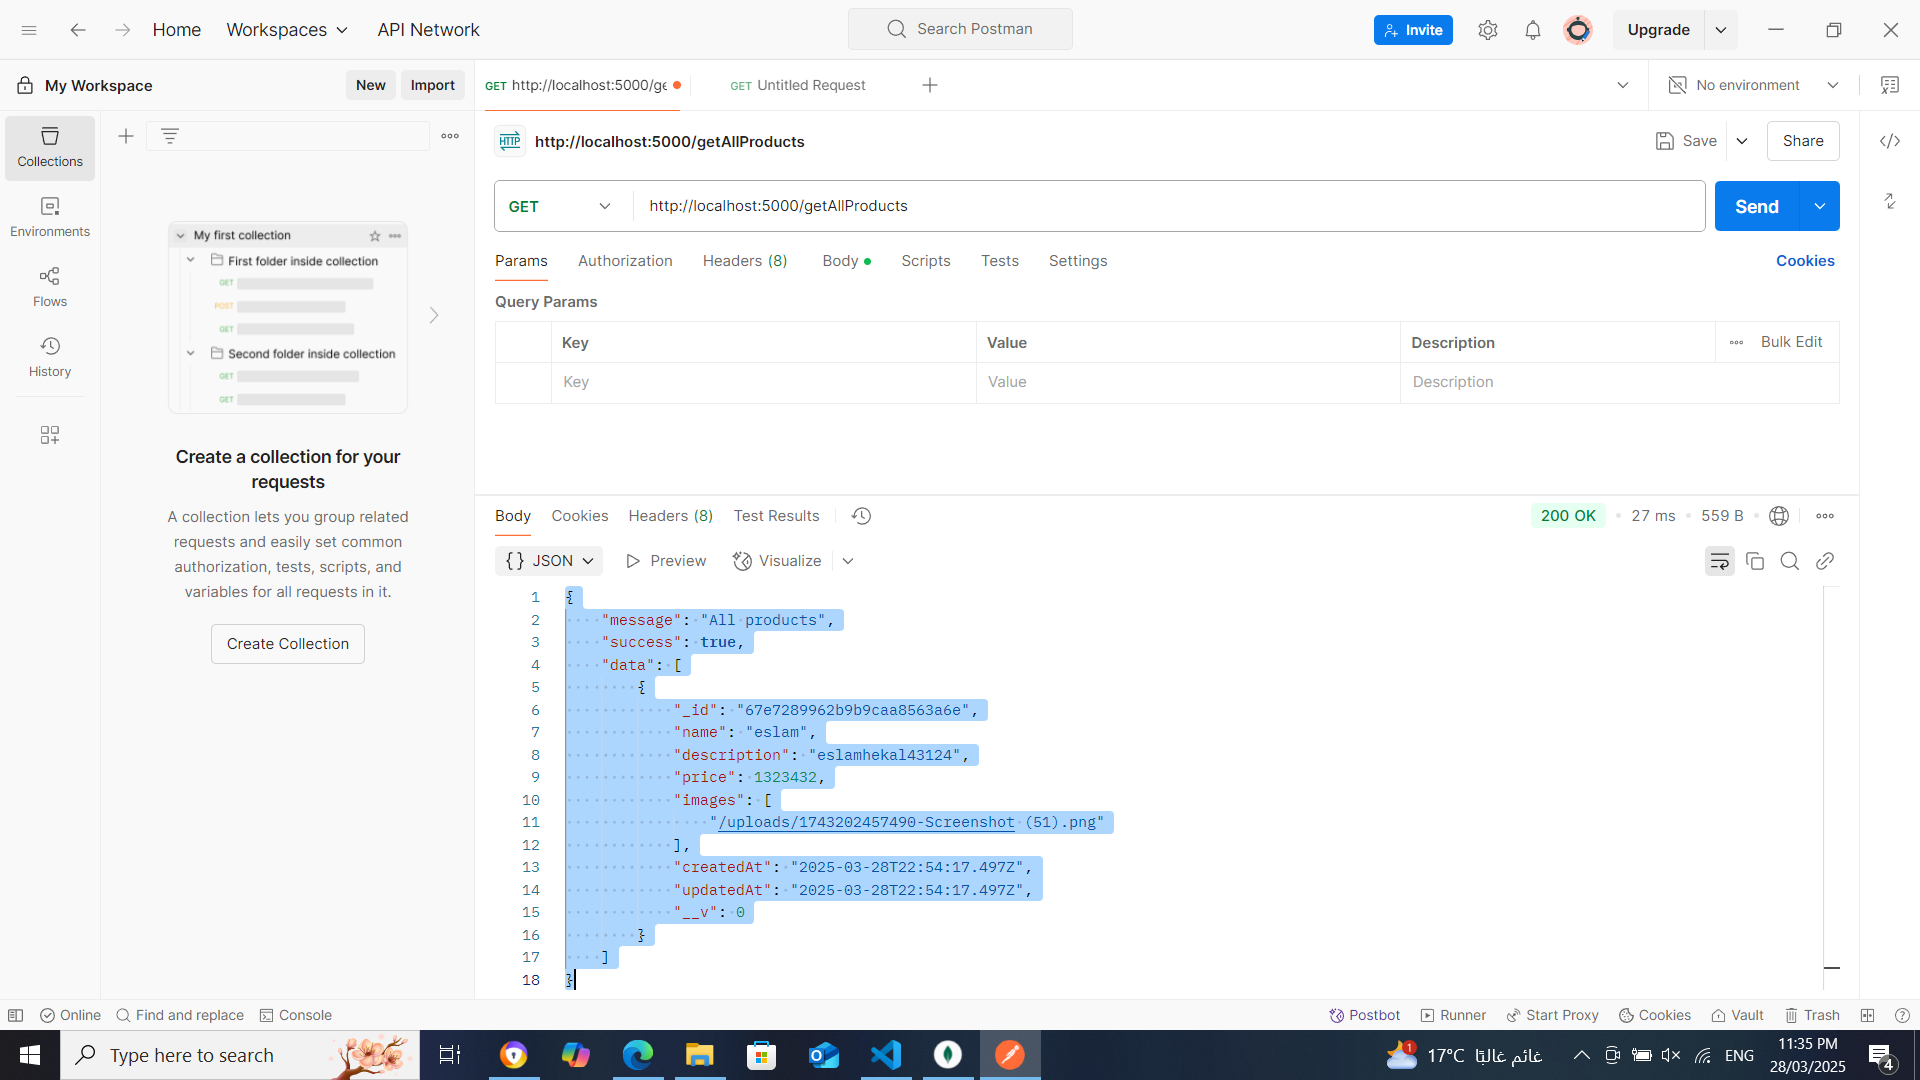 Home
Workspaces
API Network
Search Postman
Invite
Upgrade
My Workspace
New
Import
GET http://localhost:5000/ge
GET Untitled Request
No environment
Collections
Environments
Flows
History
My first collection
First folder inside collection
GET
POST
GET
Second folder inside collection
GET
GET
Create a collection for your
requests
A collection lets you group related
requests and easily set common
authorization, tests, scripts, and
variables for all requests in it.
Create Collection
HTTP http://localhost:5000/getAllProducts
Save
Share
GET
http://localhost:5000/getAllProducts
Send
Params
Authorization
Headers (8)
Body
Scripts
Tests
Settings
Cookies
Query Params
Key
Value
Description
Bulk Edit
Key
Value
Description
Body
Cookies
Headers (8)
Test Results
200 OK
27 ms
559 B
{} JSON
Preview
Visualize
1 {
2 "message": "All products",
3 "success": true,
4 "data": [
5 {
6 "_id": "67e7289962b9b9caa8563a6e",
7 "name": "eslam",
8 "description": "eslamhekal43124",
9 "price": 1323432,
10 "images": [
11 "/uploads/1743202457490-Screenshot (51).png"
12 ],
13 "createdAt": "2025-03-28T22:54:17.497Z",
14 "updatedAt": "2025-03-28T22:54:17.497Z",
15 "__v": 0
16 }
17 ]
18 }
Online
Find and replace
Console
Postbot
Runner
Start Proxy
Cookies
Vault
Trash
Type here to search
1
17°C غائم غالبًا
ENG
11:35 PM
28/03/2025
4